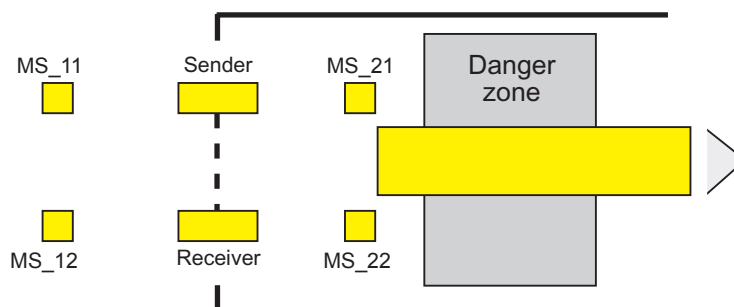 MS_11
Sender
MS_21
Danger
zone
MS_12
Receiver
MS_22